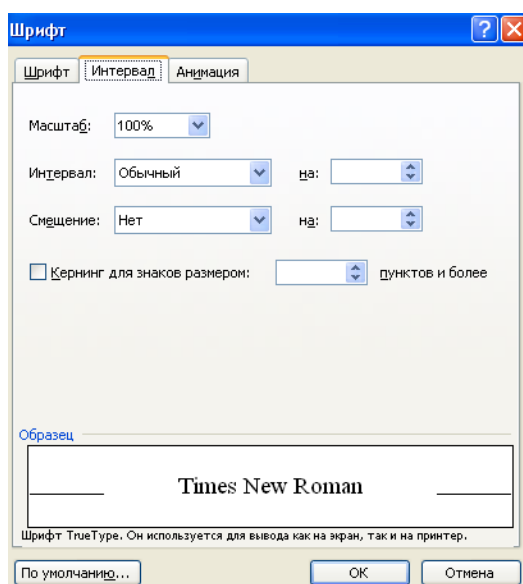 Шрифт
Шрифт Интервал Анимация
Масштаб: 100%
Интервал: Обычный на:
Смещение: Нет на:
Кернинг для знаков размером: пунктов и более
Образец
Times New Roman
Шрифт TrueType. Он используется для вывода как на экран, так и на принтер.
По умолчанию... ОК Отмена